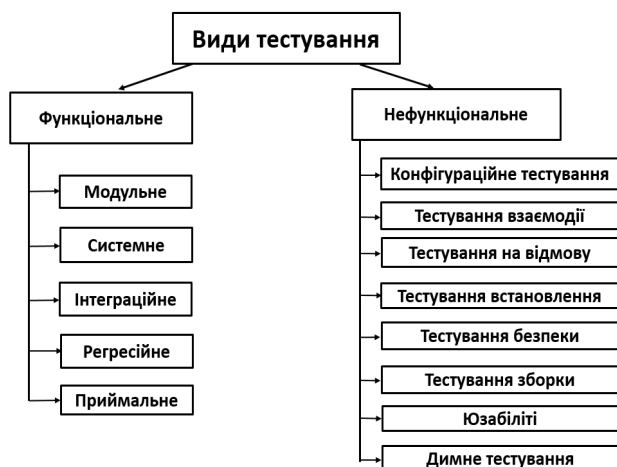 Види тестування
Функціональне
Модульне
Системне
Інтеграційне
Регресійне
Приймальне
Нефункціональне
Конфігураційне тестування
Тестування взаємодії
Тестування на відмову
Тестування встановлення
Тестування безпеки
Тестування зборки
Юзабіліті
Димне тестування